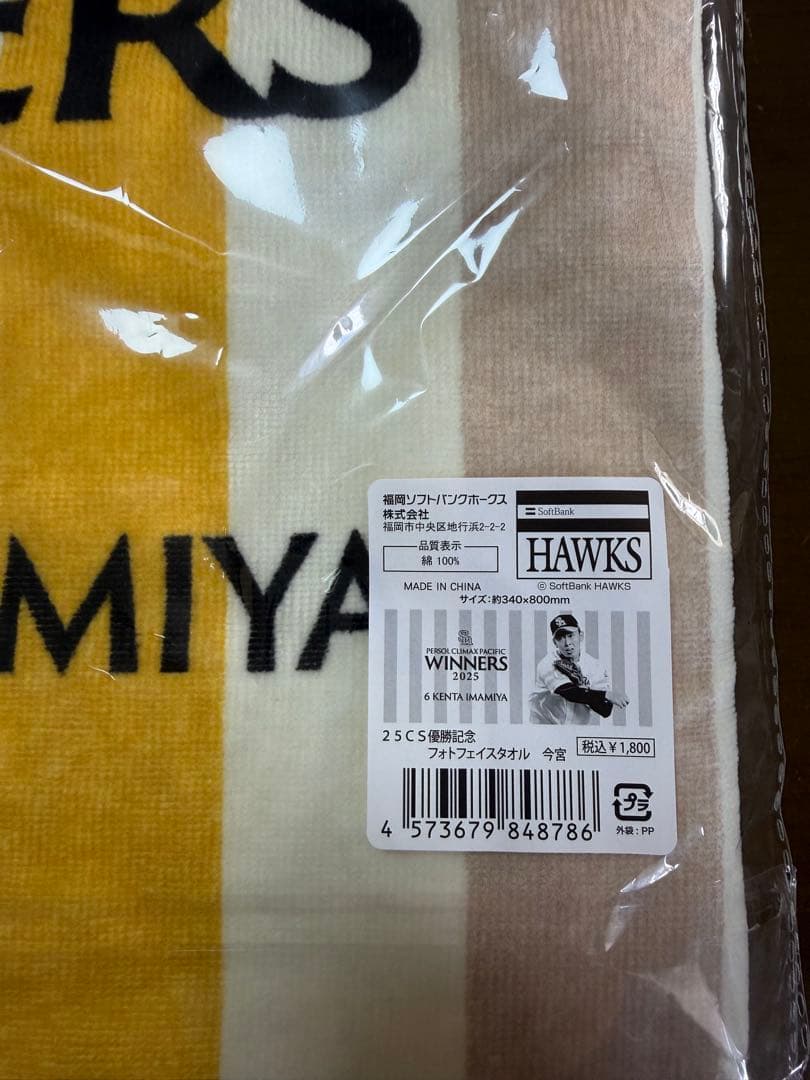 ERS
MIYA
福岡ソフトバンクホークス
株式会社
福岡市中央区地行浜2-2-2
品質表示
綿 100%
MADE IN CHINA
SoftBank
HAWKS
© SoftBank HAWKS
サイズ:約340×800mm
PERSOL CLIMAX PACIFIC
WINNERS
2025
6 KENTA IMAMIYA
25CS優勝記念
フォトフェイスタオル 今宮
税込¥1,800
4 573679 848786
プラ
外袋:PP